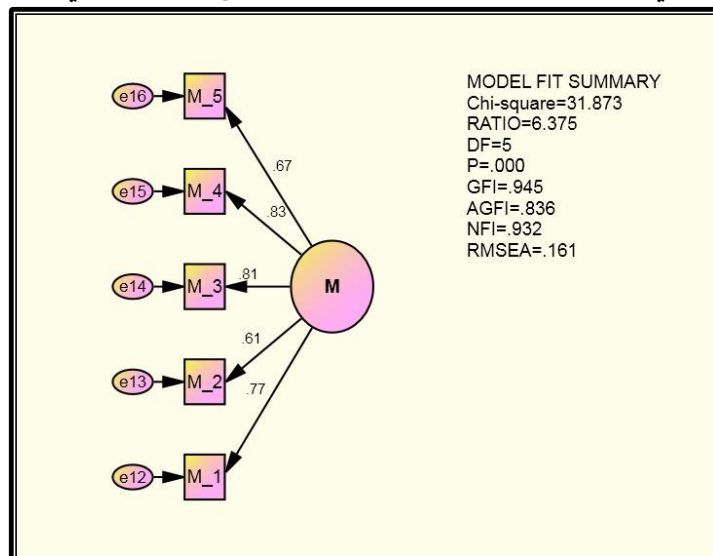 MODEL FIT SUMMARY
Chi-square=31.873
RATIO=6.375
DF=5
P=.000
GFI=.945
AGFI=.836
NFI=.932
RMSEA=.161
e16 M_5
.67
e15 M_4
.83
e14 M_3 .81 M
.61
e13 M_2
.77
e12 M_1